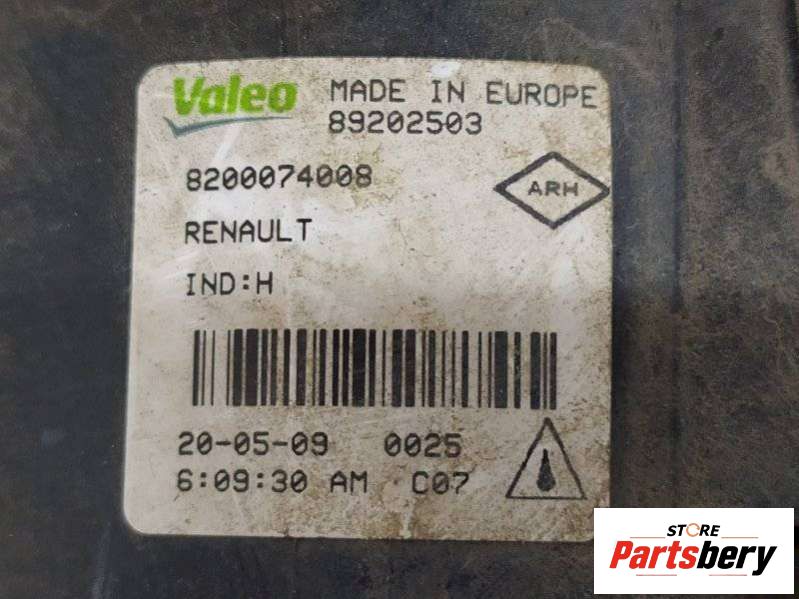 Valeo MADE IN EUROPE
89202503
8200074008
ARH
RENAULT
IND:H
20-05-09 0025
6:09:30 AM C07
STORE
Partsbery